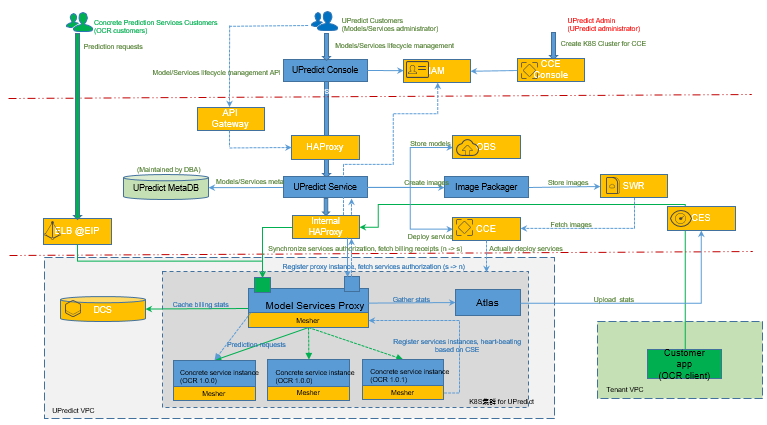 Concrete Prediction Services Customers
(OCR customers)
UPredict Customers
(Models/Services administrator)
UPredict Admin
(UPredict administrator)
Prediction requests
Models/Services lifecycle management
Create K8S Cluster for CCE
Models/Services lifecycle management API
UPredict Console
IAM
CCE
Console
API
Gateway
HAProxy
Store models
OBS
(Maintained by DBA)
UPredict MetaDB
Models/Services meta
UPredict Service
Create images
Image Packager
Store images
SWR
ELB @EIP
Internal
HAProxy
Deploy service
CCE
Fetch images
CES
Synchronize services authorization, fetch billing receipts (n -> s)
Actually deploy services
Register proxy instance, fetch services authorization (s -> n)
DCS
Cache billing stats
Model Services Proxy
Mesher
Gather stats
Atlas
Upload stats
Prediction requests
Register services instances, heart-beating
based on CSE
Concrete service instance
(OCR 1.0.0)
Mesher
Concrete service instance
(OCR 1.0.0)
Mesher
Concrete service instance
(OCR 1.0.1)
Mesher
Customer
app
(OCR client)
Tenant VPC
K8S集群 for UPredict
UPredict VPC